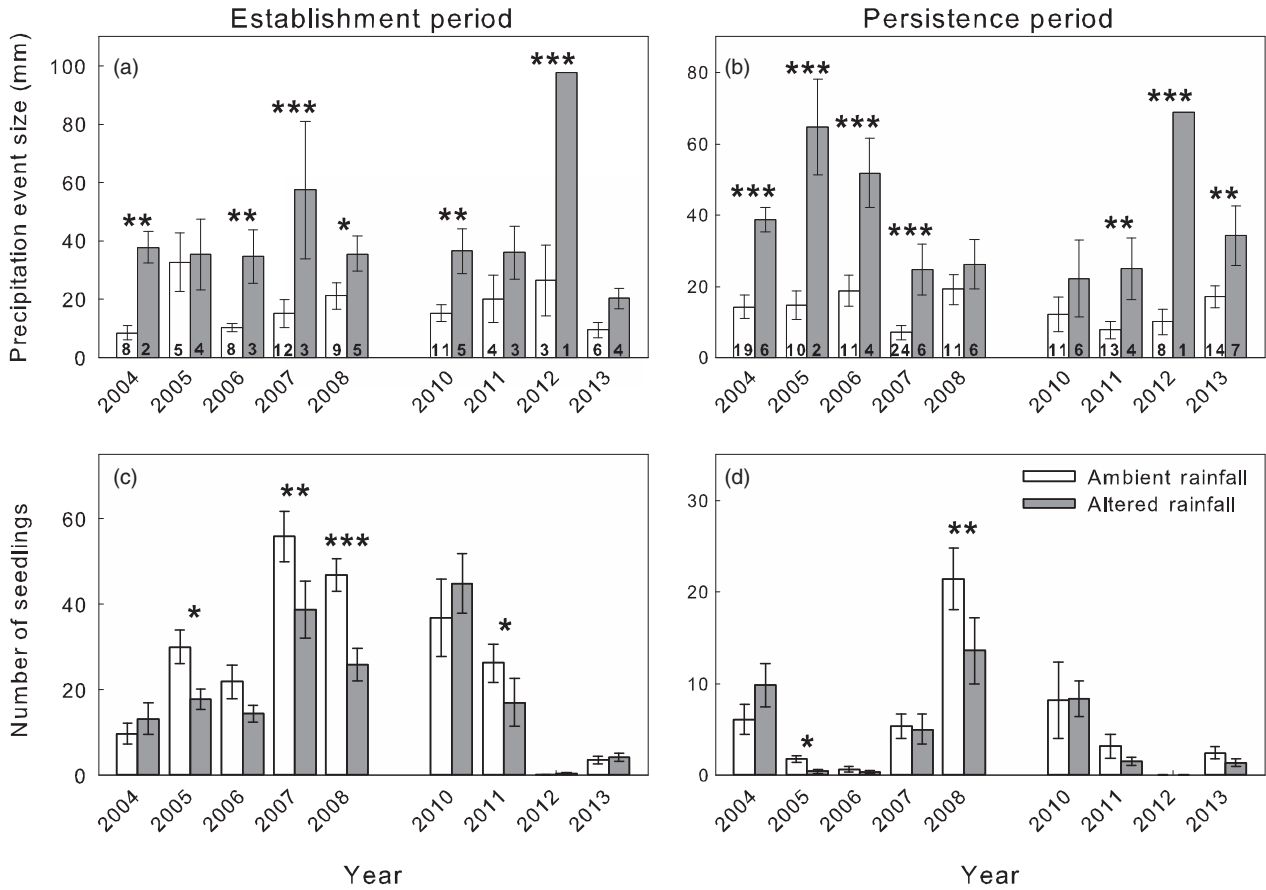 Establishment period
Persistence period
Precipitation event size (mm)
(a)
100
80
60
40
20
0
** *** ** * ** ***
8 2 5 4 8 3 12 3 9 5 11 5 4 3 3 1 6 4
2004 2005 2006 2007 2008 2010 2011 2012 2013
(b)
80
60
40
20
0
*** *** *** *** ** *** **
19 6 10 2 11 4 24 6 11 6 11 6 13 4 8 1 14 7
2004 2005 2006 2007 2008 2010 2011 2012 2013
Number of seedlings
(c)
60
40
20
0
* ** *** *
2004 2005 2006 2007 2008 2010 2011 2012 2013
Year
(d)
30
20
10
0
Ambient rainfall
Altered rainfall
* **
2004 2005 2006 2007 2008 2010 2011 2012 2013
Year